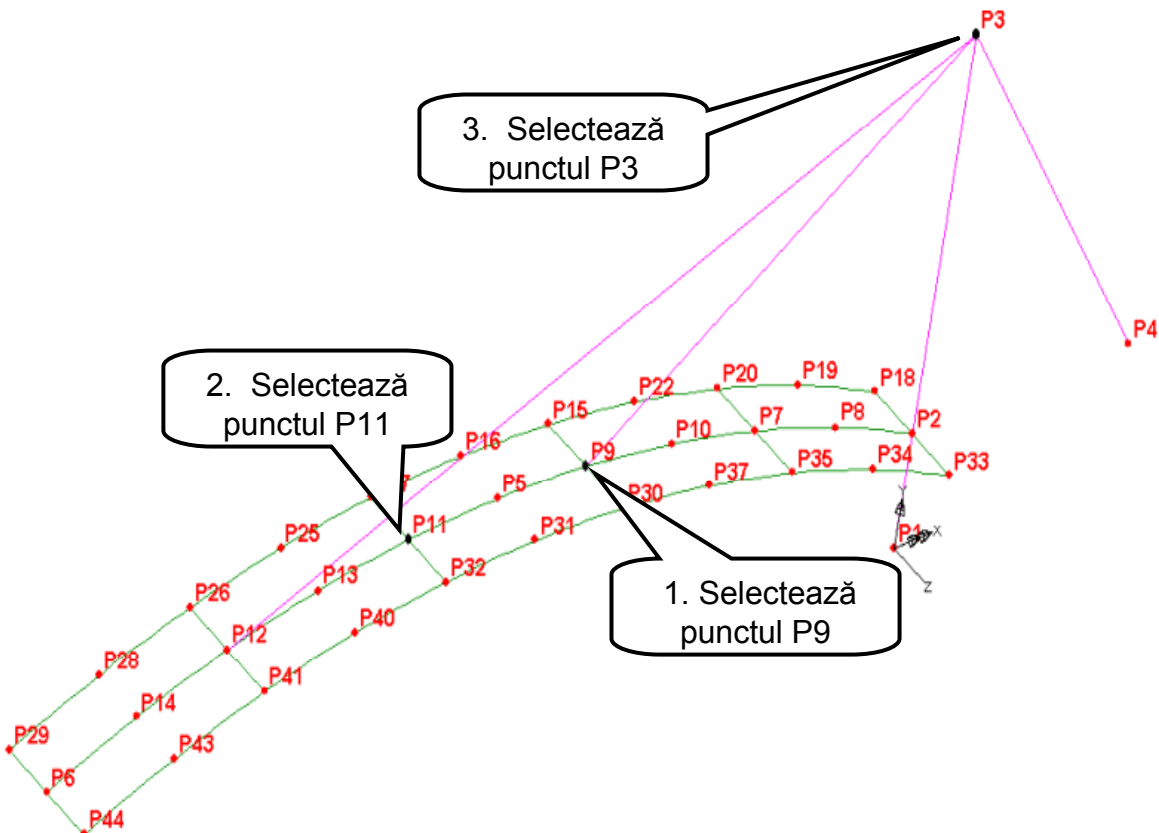 P3
3. Selectează
punctul P3
P4
2. Selectează
punctul P11
P20
P19
P18
P22
P15
P8
P2
P7
P10
P16
P9
P34
P33
P35
P37
P5
P30
Y
X
P1
Z
P11
P31
P25
P32
P13
1. Selectează
punctul P9
P26
P40
P12
P28
P41
P14
P29
P43
P6
P44